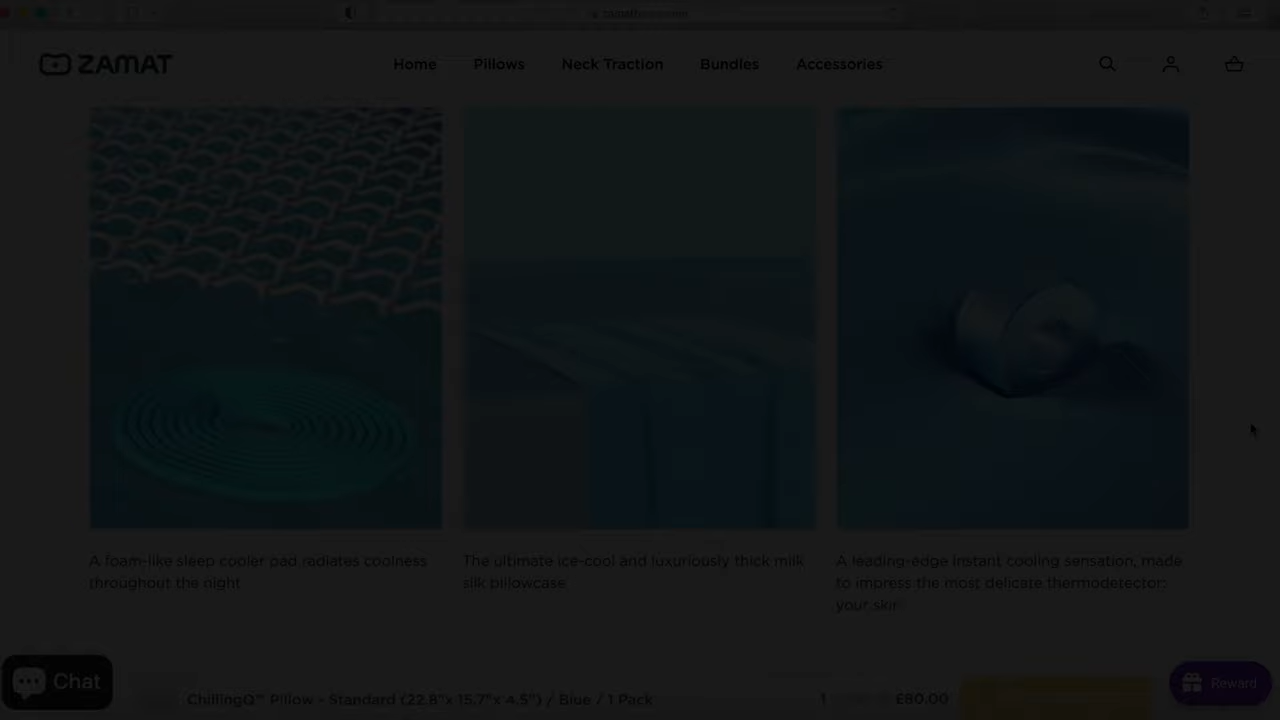 ZAMAT
Home
Pillows
Neck Traction
Bundles
Accessories
A foam-like sleep cooler pad radiates coolness
throughout the night
The ultimate ice-cool and luxuriously thick milk
silk pillowcase
A leading-edge instant cooling sensation, made
to impress the most delicate thermodetector:
your skin
Chat
ChillingQ™ Pillow - Standard (22.8"x 15.7"x 4.5") / Blue / 1 Pack
1
£80.00
Reward